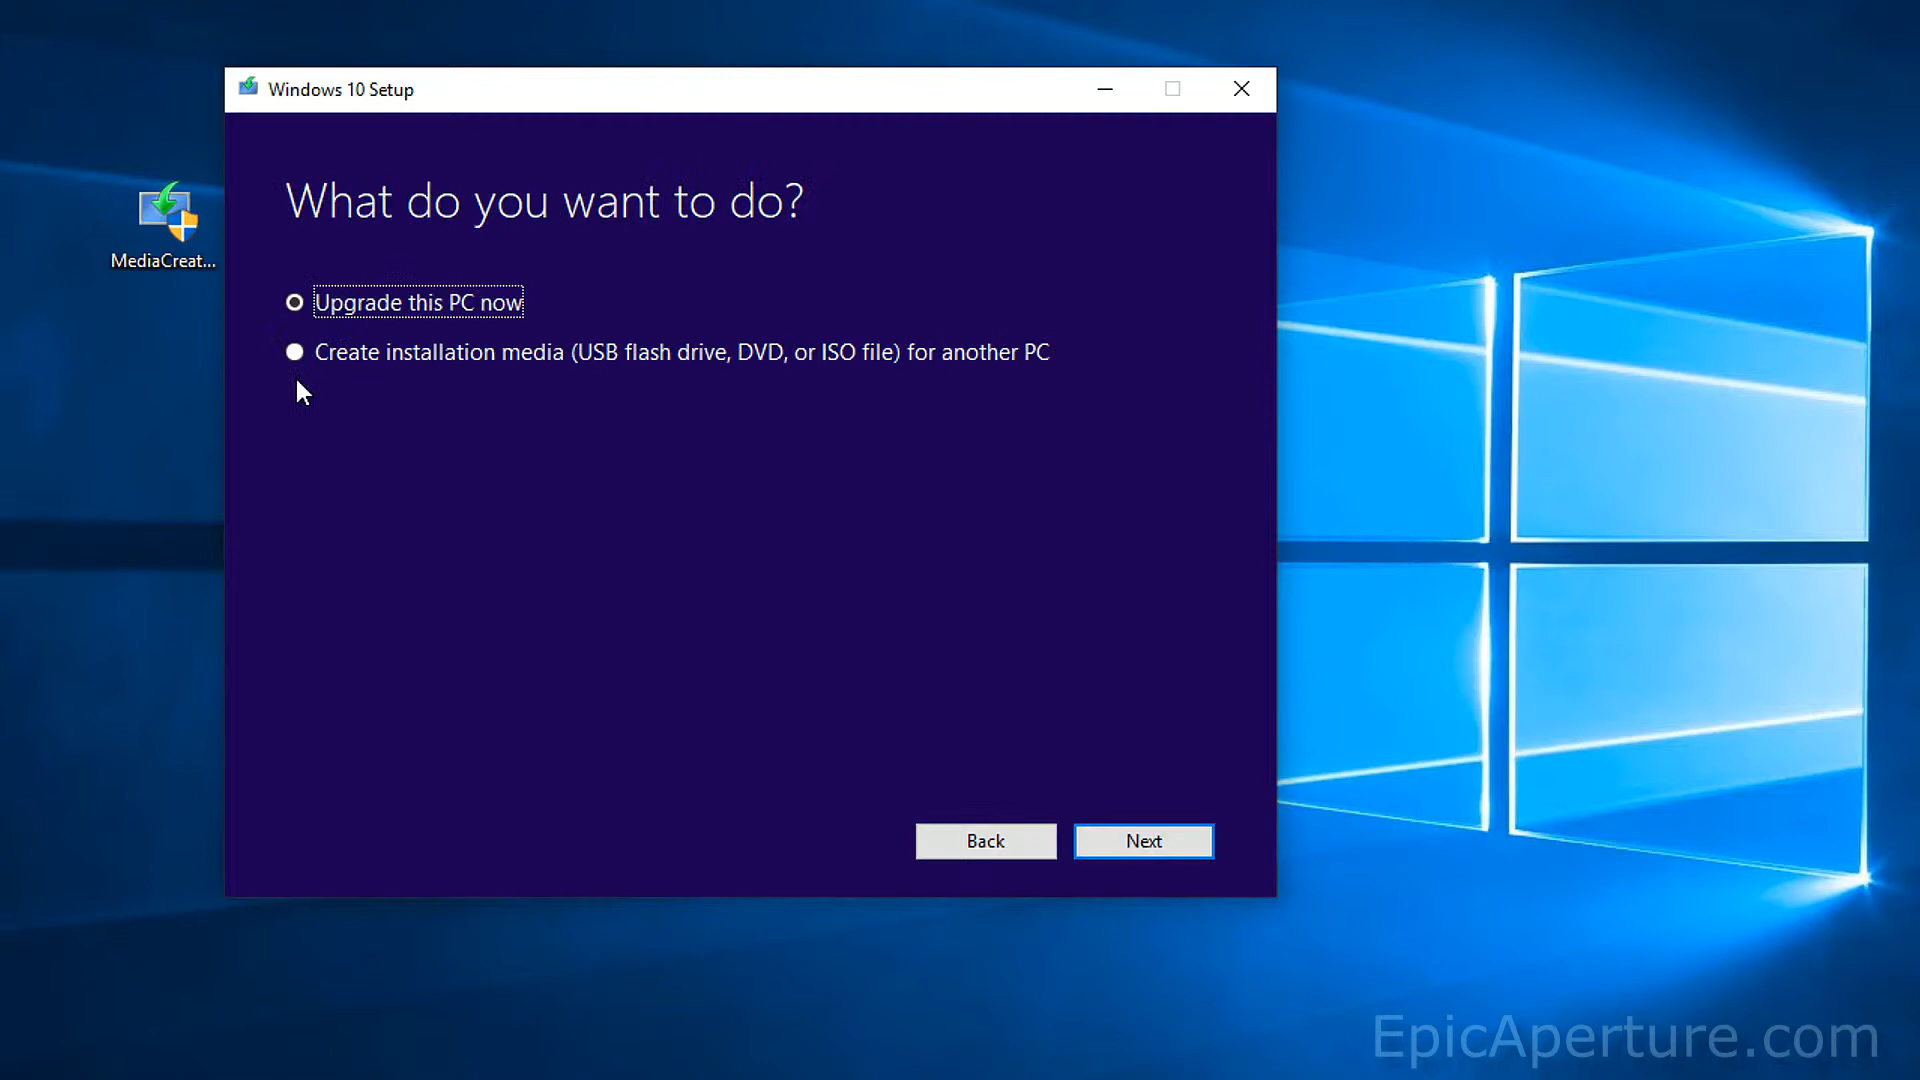 Windows 10 Setup
What do you want to do?
MediaCreat...
Upgrade this PC now
Create installation media (USB flash drive, DVD, or ISO file) for another PC
Back
Next
EpicAperture.com